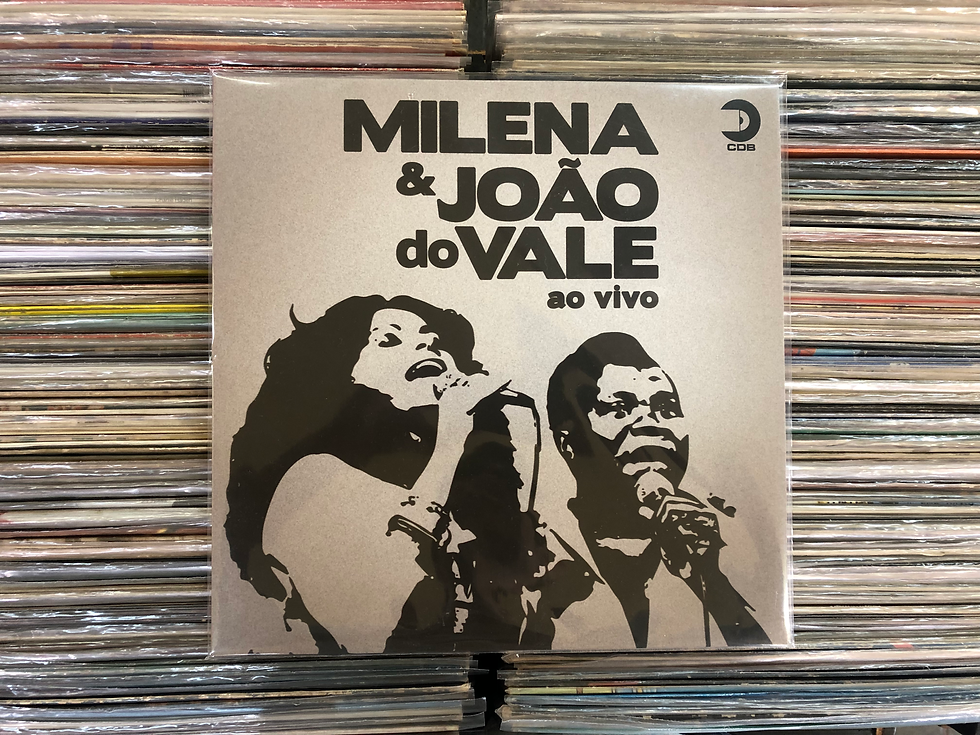 MILENA
& JOÃO
do VALE
ao vivo
CDB